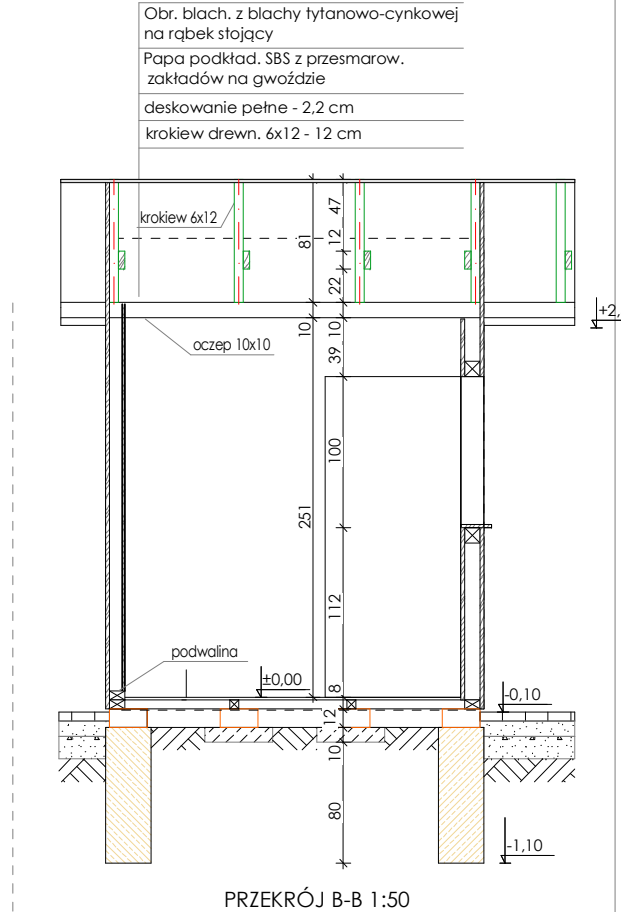 Obr. blach. z blachy tytanowo-cynkowej
na rąbek stojący
Papa podkład. SBS z przesmarow.
zakładów na gwoździe
deskowanie pełne - 2,2 cm
krokiew drewn. 6x12 - 12 cm
krokiew 6x12
81
47
12
22
10
10
+2,
oczep 10x10
39
100
251
112
podwalina
±0,00
8
-0,10
12
10
80
-1,10
PRZEKRÓJ B-B 1:50